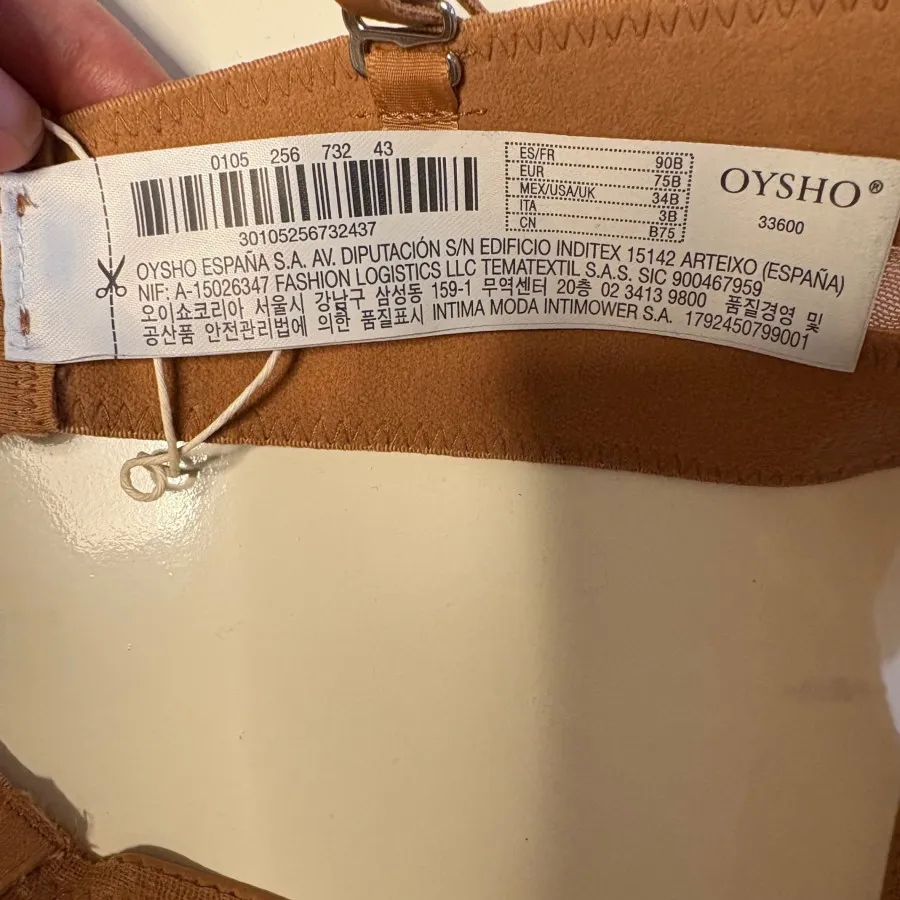 0105 256 732 43
30105256732437
ES/FR 90B
EUR 75B
MEX/USA/UK 34B
ITA 3B
CN B75
OYSHO®
33600
OYSHO ESPAÑA S.A. AV. DIPUTACIÓN S/N EDIFICIO INDITEX 15142 ARTEIXO (ESPAÑA)
NIF: A-15026347 FASHION LOGISTICS LLC TEMATEXTIL S.A.S. SIC 900467959
오이쇼코리아 서울시 강남구 삼성동 159-1 무역센터 20층 02 3413 9800 품질경영 및
공산품 안전관리법에 의한 품질표시 INTIMA MODA INTIMOWER S.A. 1792450799001